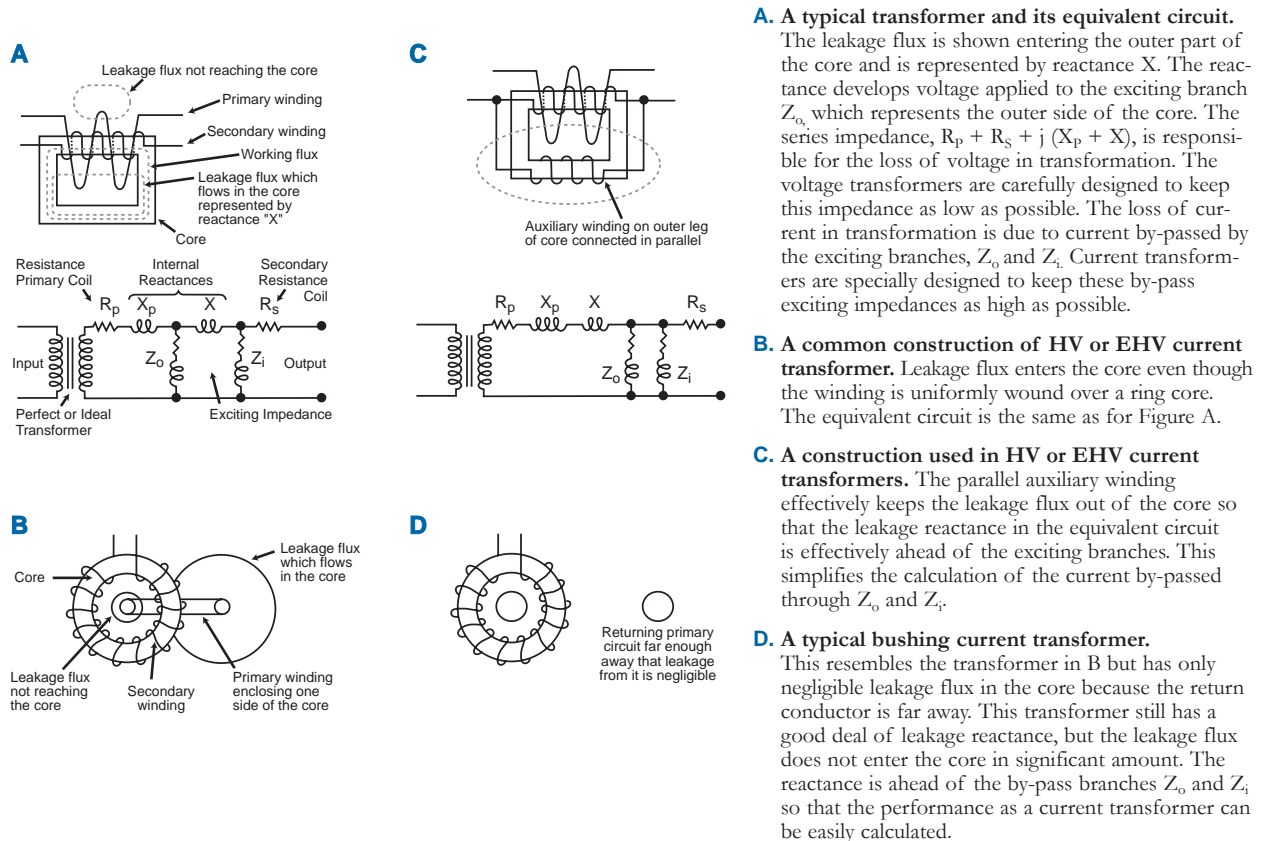 A
Leakage flux not reaching the core
Primary winding
Secondary winding
Working flux
Leakage flux which
flows in the core
represented by
reactance "X"
Core
Resistance
Primary Coil
Internal
Reactances
Secondary
Resistance
Coil
Rp
Xp
X
Rs
Input
Zo
Zi
Output
Perfect or Ideal
Transformer
Exciting Impedance
C
Auxiliary winding on outer leg
of core connected in parallel
Rp
Xp
X
Rs
Zo
Zi
B
Core
Leakage flux
which flows
in the core
Leakage flux
not reaching
the core
Secondary
winding
Primary winding
enclosing one
side of the core
D
Returning primary
circuit far enough
away that leakage
from it is negligible
A. A typical transformer and its equivalent circuit.
The leakage flux is shown entering the outer part of
the core and is represented by reactance X. The reac-
tance develops voltage applied to the exciting branch
Zo, which represents the outer side of the core. The
series impedance, RP + RS + j (XP + X), is responsi-
ble for the loss of voltage in transformation. The
voltage transformers are carefully designed to keep
this impedance as low as possible. The loss of cur-
rent in transformation is due to current by-passed by
the exciting branches, Zo and Zi. Current transform-
ers are specially designed to keep these by-pass
exciting impedances as high as possible.
B. A common construction of HV or EHV current
transformer. Leakage flux enters the core even though
the winding is uniformly wound over a ring core.
The equivalent circuit is the same as for Figure A.
C. A construction used in HV or EHV current
transformers. The parallel auxiliary winding
effectively keeps the leakage flux out of the core so
that the leakage reactance in the equivalent circuit
is effectively ahead of the exciting branches. This
simplifies the calculation of the current by-passed
through Zo and Zi.
D. A typical bushing current transformer.
This resembles the transformer in B but has only
negligible leakage flux in the core because the return
conductor is far away. This transformer still has a
good deal of leakage reactance, but the leakage flux
does not enter the core in significant amount. The
reactance is ahead of the by-pass branches Zo and Zi
so that the performance as a current transformer can
be easily calculated.